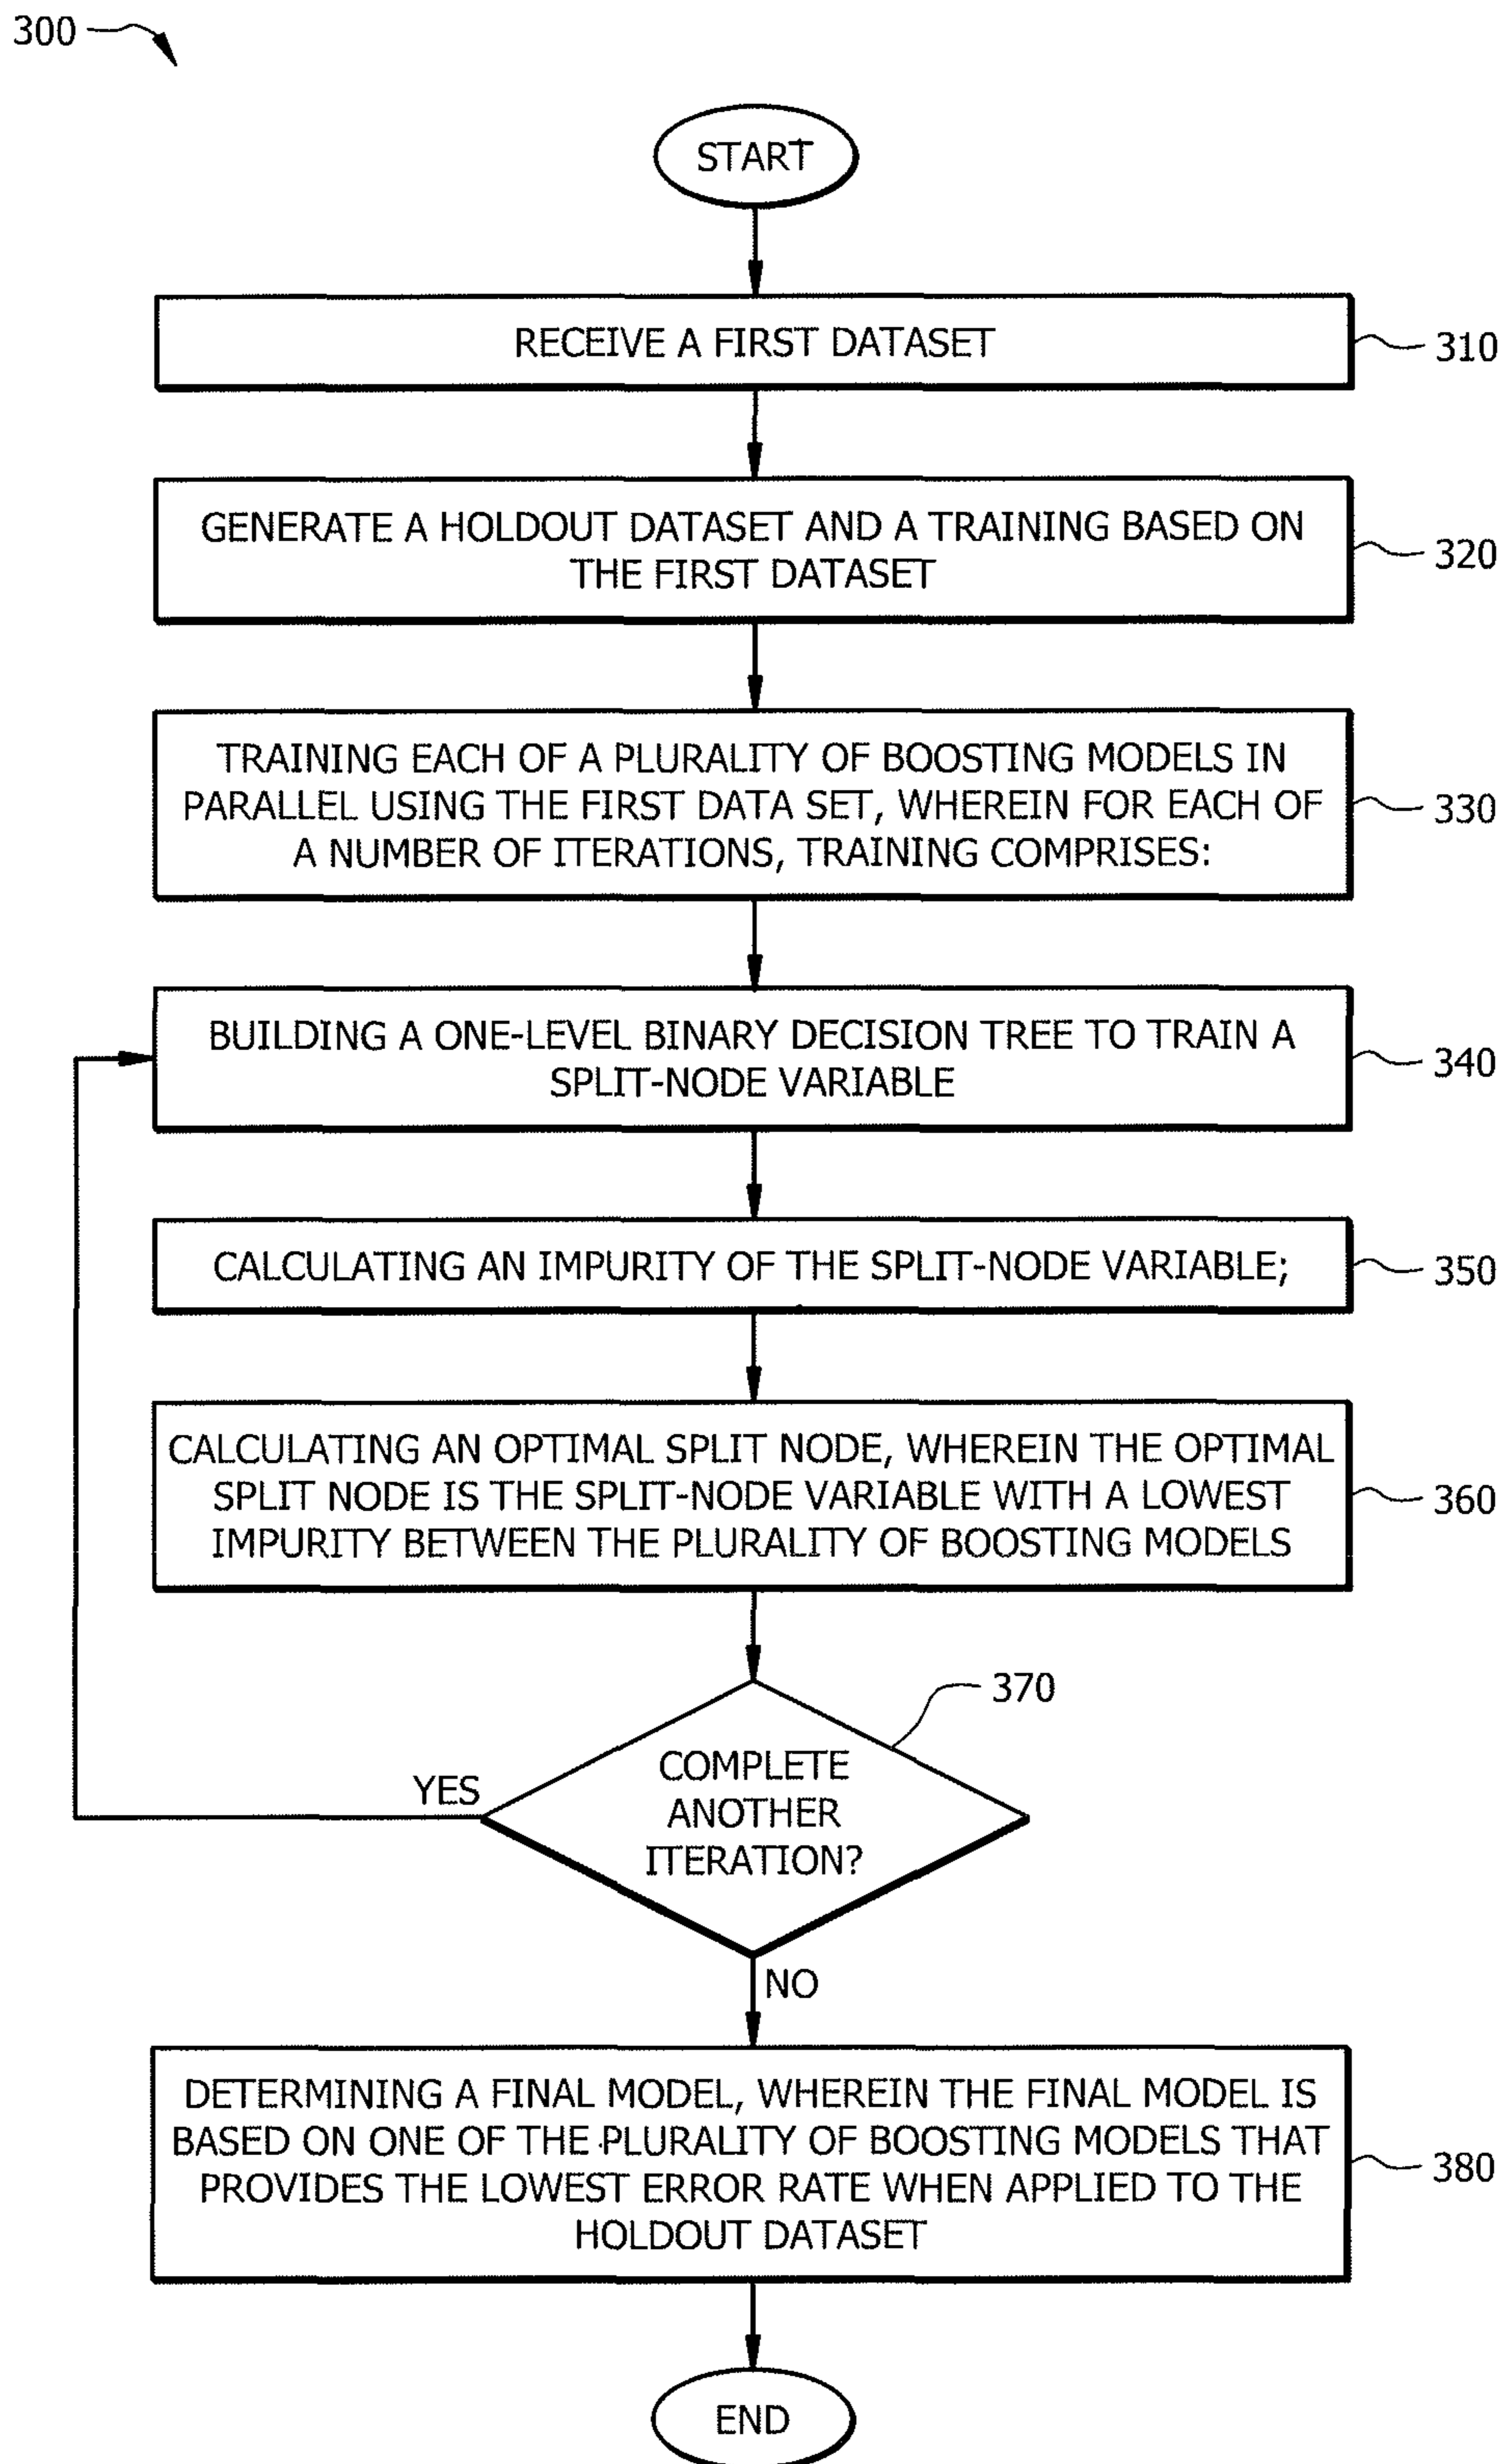 300
START
RECEIVE A FIRST DATASET
310
GENERATE A HOLDOUT DATASET AND A TRAINING BASED ON
THE FIRST DATASET
320
TRAINING EACH OF A PLURALITY OF BOOSTING MODELS IN
PARALLEL USING THE FIRST DATA SET, WHEREIN FOR EACH OF
A NUMBER OF ITERATIONS, TRAINING COMPRISES:
330
BUILDING A ONE-LEVEL BINARY DECISION TREE TO TRAIN A
SPLIT-NODE VARIABLE
340
CALCULATING AN IMPURITY OF THE SPLIT-NODE VARIABLE;
350
CALCULATING AN OPTIMAL SPLIT NODE, WHEREIN THE OPTIMAL
SPLIT NODE IS THE SPLIT-NODE VARIABLE WITH A LOWEST
IMPURITY BETWEEN THE PLURALITY OF BOOSTING MODELS
360
370
COMPLETE
ANOTHER
ITERATION?
YES
NO
DETERMINING A FINAL MODEL, WHEREIN THE FINAL MODEL IS
BASED ON ONE OF THE PLURALITY OF BOOSTING MODELS THAT
PROVIDES THE LOWEST ERROR RATE WHEN APPLIED TO THE
HOLDOUT DATASET
380
END